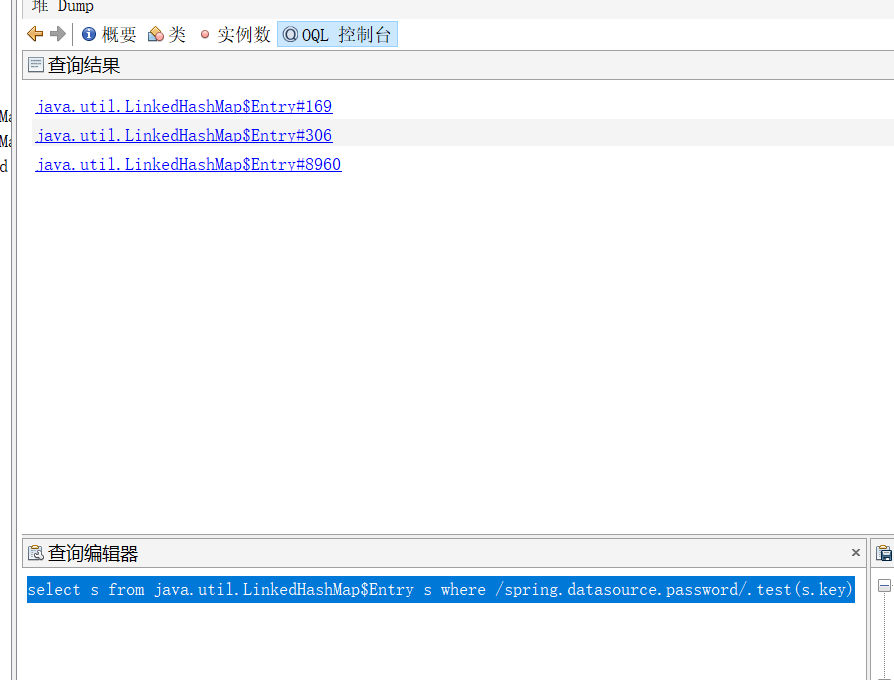 堆 Dump
概要 类 实例数 OQL 控制台
查询结果
java.util.LinkedHashMap$Entry#169
java.util.LinkedHashMap$Entry#306
java.util.LinkedHashMap$Entry#8960
Ma
Ma
d
查询编辑器
select s from java.util.LinkedHashMap$Entry s where /spring.datasource.password/.test(s.key)